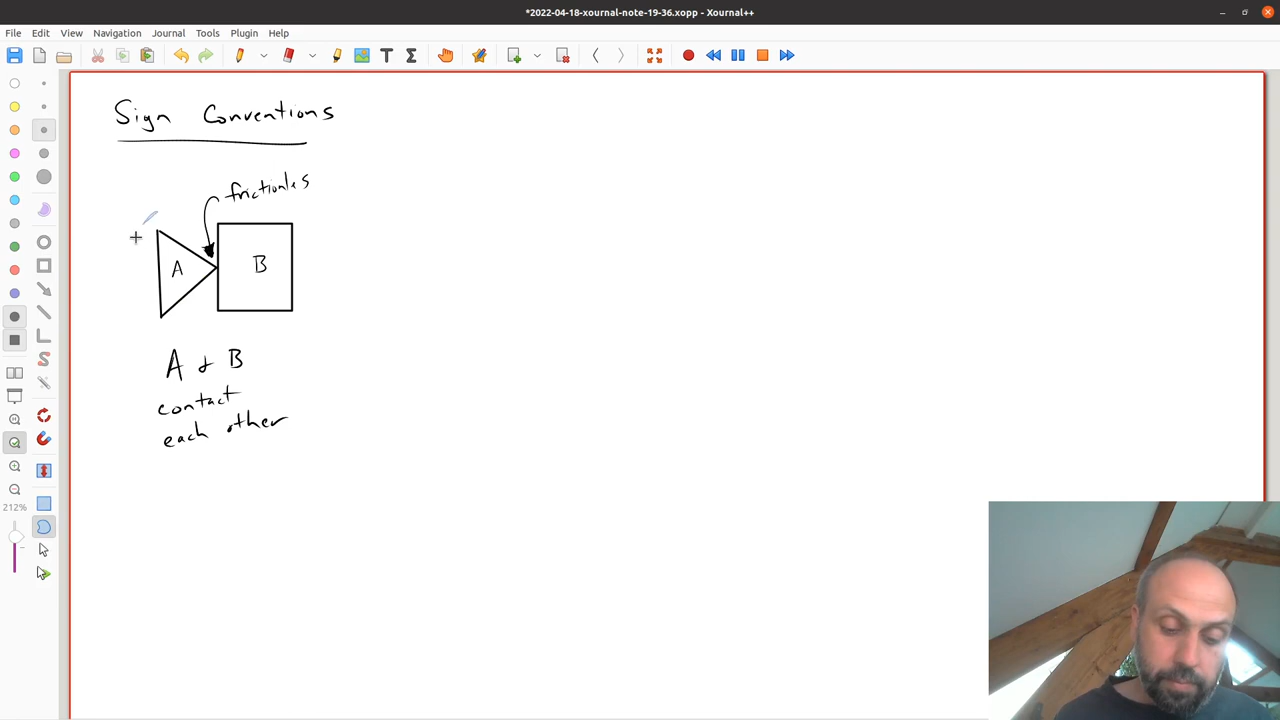 *2022-04-18-xournal-note-19-36.xopp - Xournal++
File Edit View Navigation Journal Tools Plugin Help
Sign Conventions
frictionles
A B
A & B
contact
each other
212%